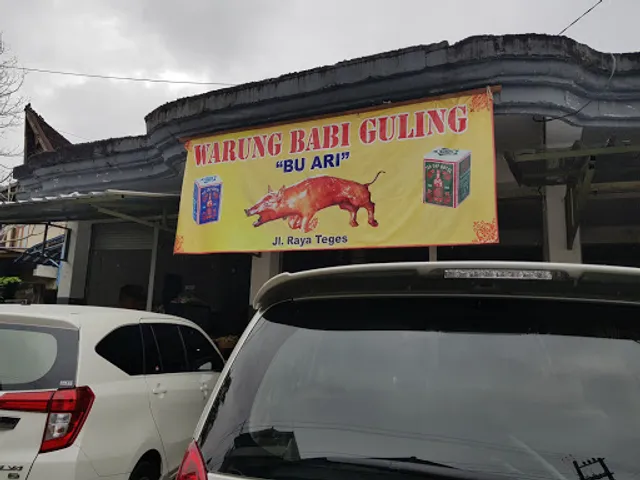 WARUNG BABI GULING
"BU ARI"
Jl. Raya Teges